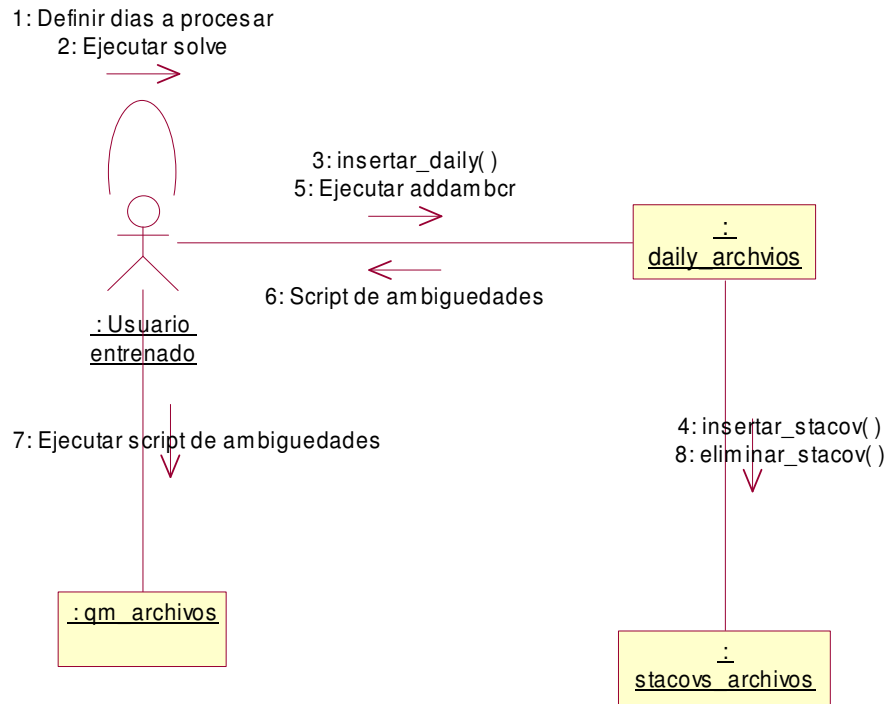 1: Definir dias a procesar
2: Ejecutar solve
3: insertar_daily( )
5: Ejecutar addambcr
:
daily_archvios
6: Script de ambiguedades
: Usuario
entrenado
7: Ejecutar script de ambiguedades
4: insertar_stacov( )
8: eliminar_stacov( )
: qm_archivos
:
stacovs_archivos